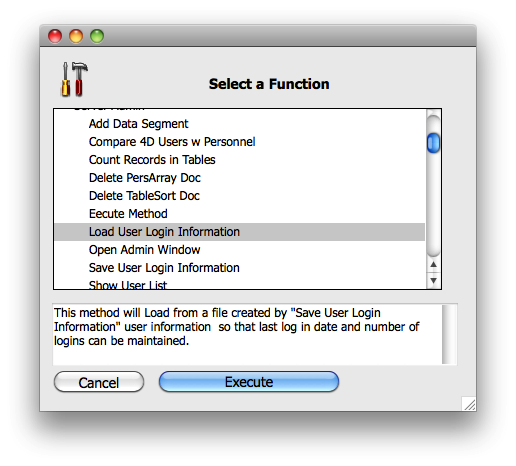 Select a Function
Server Admin
Add Data Segment
Compare 4D Users w Personnel
Count Records in Tables
Delete PersArray Doc
Delete TableSort Doc
Eecute Method
Load User Login Information
Open Admin Window
Save User Login Information
Show User List
This method will Load from a file created by "Save User Login
Information" user information  so that last log in date and number of
logins can be maintained.
Cancel
Execute